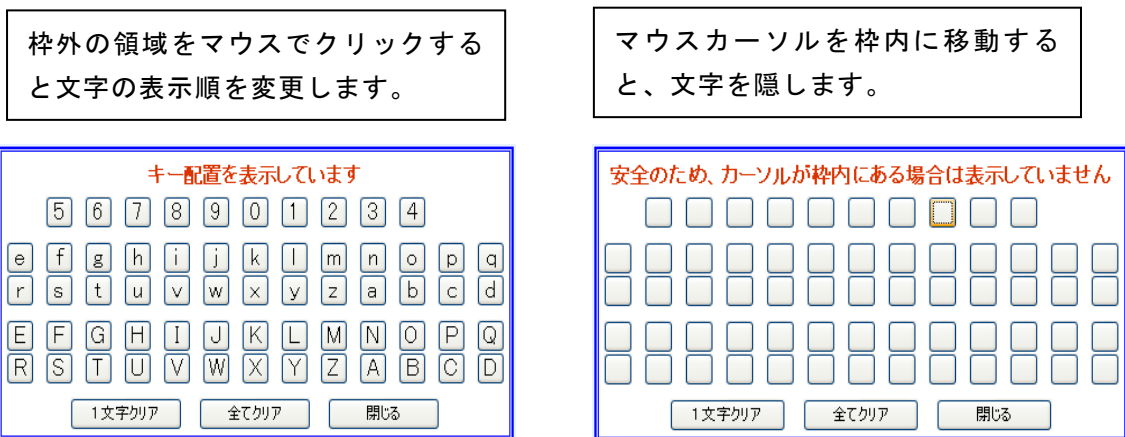 枠外の領域をマウスでクリックする
と文字の表示順を変更します。
マウスカーソルを枠内に移動する
と、文字を隠します。
キー配置を表示しています
5 6 7 8 9 0 1 2 3 4
e f g h i j k l m n o p q
r s t u v w x y z a b c d
E F G H I J K L M N O P Q
R S T U V W X Y Z A B C D
1文字クリア 全てクリア 閉じる
安全のため、カーソルが枠内にある場合は表示していません
1文字クリア 全てクリア 閉じる